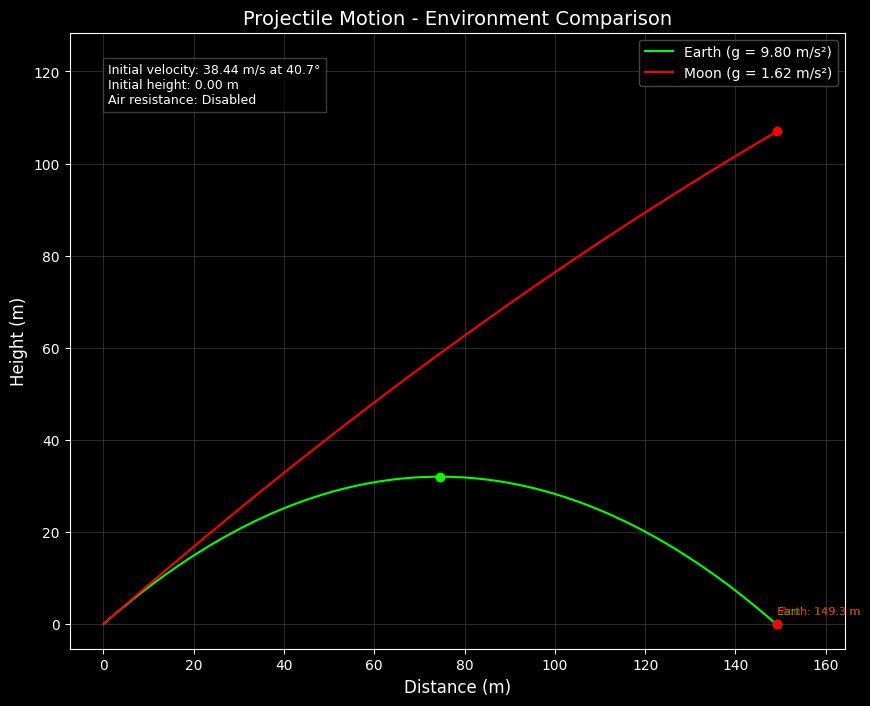 Projectile Motion - Environment Comparison
Initial velocity: 38.44 m/s at 40.7°
Initial height: 0.00 m
Air resistance: Disabled
Earth (g = 9.80 m/s²)
Moon (g = 1.62 m/s²)
Height (m)
120
100
80
60
40
20
0
149.3 m
0
20
40
60
80
100
120
140
160
Distance (m)